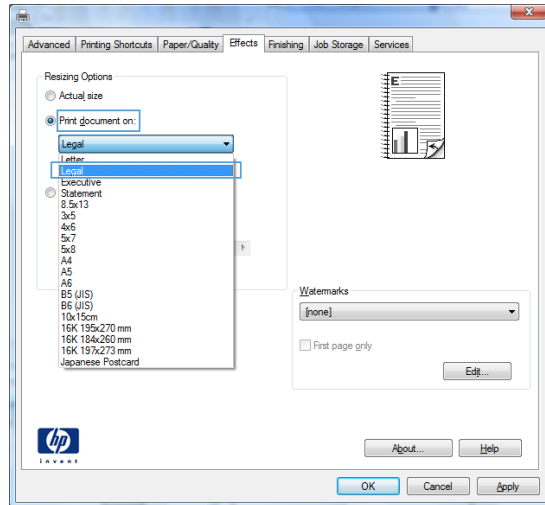 Advanced Printing Shortcuts Paper/Quality Effects Finishing Job Storage Services
Resizing Options
Actual size
Print document on:
Legal
Letter
Legal
Executive
Statement
8.5x13
3x5
4x6
5x7
5x8
A4
A5
A6
B5 (JIS)
B6 (JIS)
10x15cm
16K 195x270 mm
16K 184x260 mm
16K 197x273 mm
Japanese Postcard
E
Watermarks
[none]
First page only
Edit...
hp
invent
About... Help
OK Cancel Apply